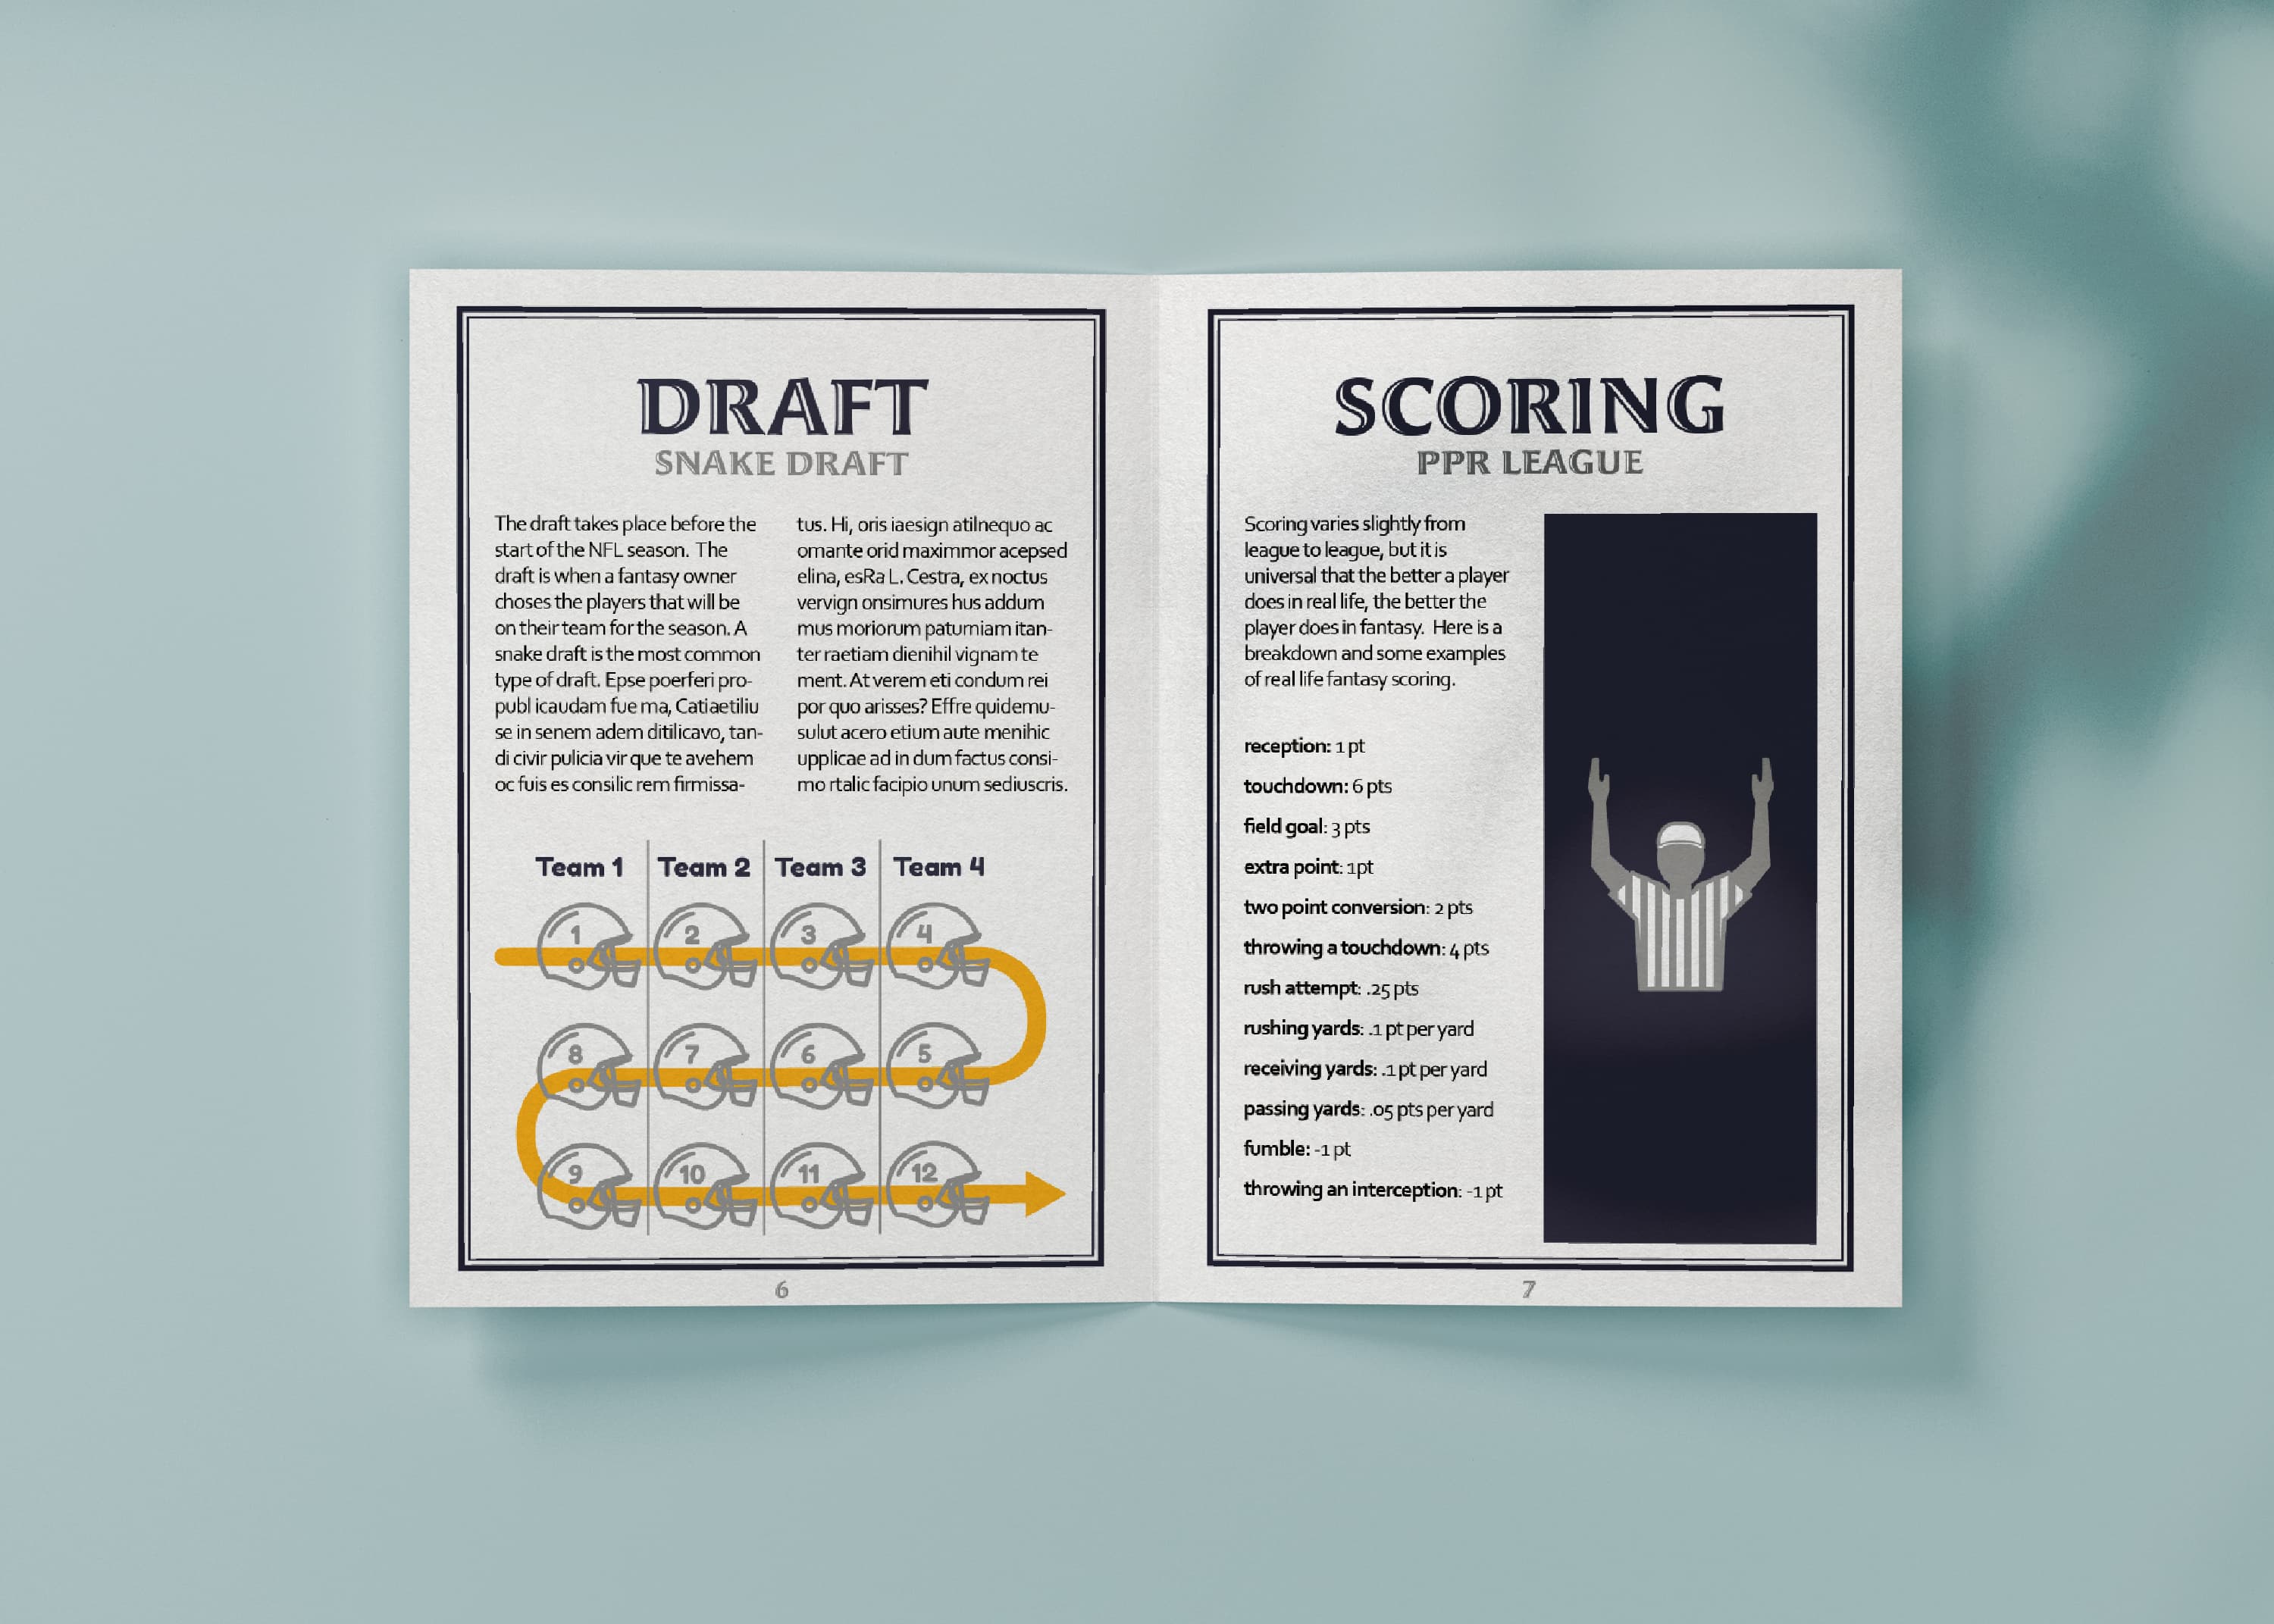 DRAFT
SNAKE DRAFT
The draft takes place before the
start of the NFL season. The
draft is when a fantasy owner
choses the players that will be
on their team for the season. A
snake draft is the most common
type of draft. Epse poerferi pro-
publ icaudam fue ma, Catiaetiliu
se in senem adem ditilicavo, tan-
di civir pulicia vir que te avehem
oc fuis es consilic rem firmissa-
tus. Hi, oris iaesign atilnequo ac
omante orid maximmor acepsed
elina, esRa L. Cestra, ex noctus
vervign onsimures hus addum
mus moriorum paturniam itan-
ter raetiam dienihil vignam te
ment. At verem eti condum rei
por quo arisses? Effre quidemu-
sulut acero etium aute menihic
upplicae ad in dum factus consi-
mo rtalic facipio unum sediuscris.
Team 1 Team 2 Team 3 Team 4
1 2 3 4
8 7 6 5
9 10 11 12
6
SCORING
PPR LEAGUE
Scoring varies slightly from
league to league, but it is
universal that the better a player
does in real life, the better the
player does in fantasy. Here is a
breakdown and some examples
of real life fantasy scoring.
reception: 1 pt
touchdown: 6 pts
field goal: 3 pts
extra point: 1pt
two point conversion: 2 pts
throwing a touchdown: 4 pts
rush attempt: .25 pts
rushing yards: .1 pt per yard
receiving yards: .1 pt per yard
passing yards: .05 pts per yard
fumble: -1 pt
throwing an interception: -1 pt
7